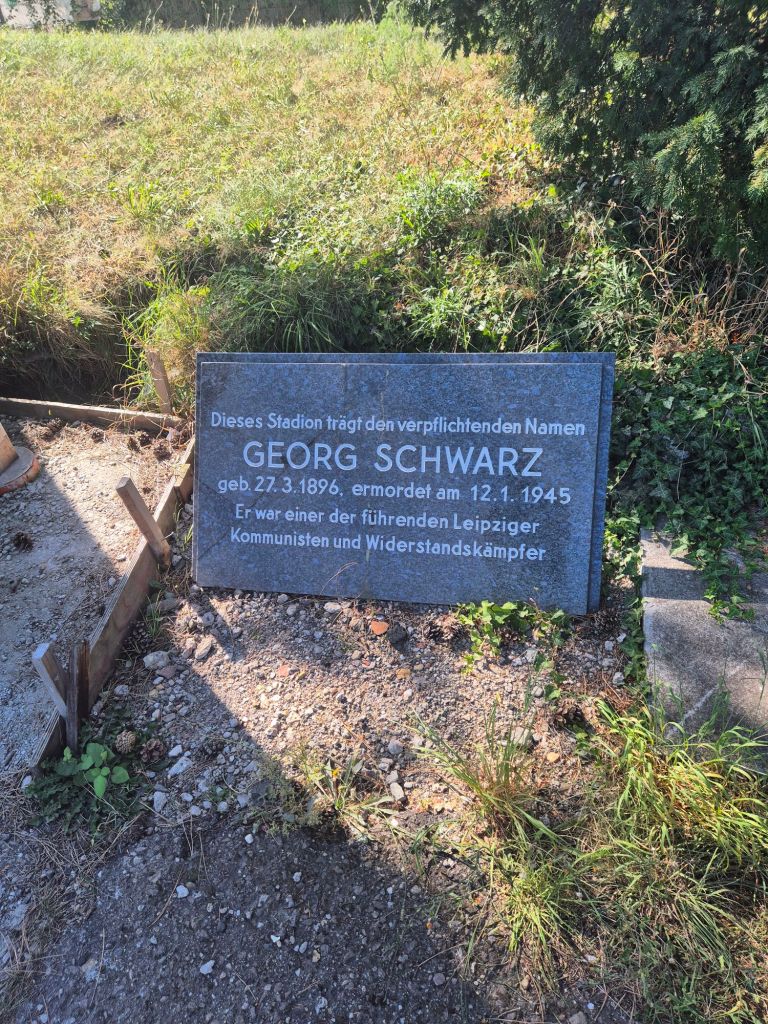 Dieses Stadion trägt den verpflichtenden Namen
GEORG SCHWARZ
geb. 27. 3. 1896, ermordet am 12. 1. 1945
Er war einer der führenden Leipziger
Kommunisten und Widerstandskämpfer